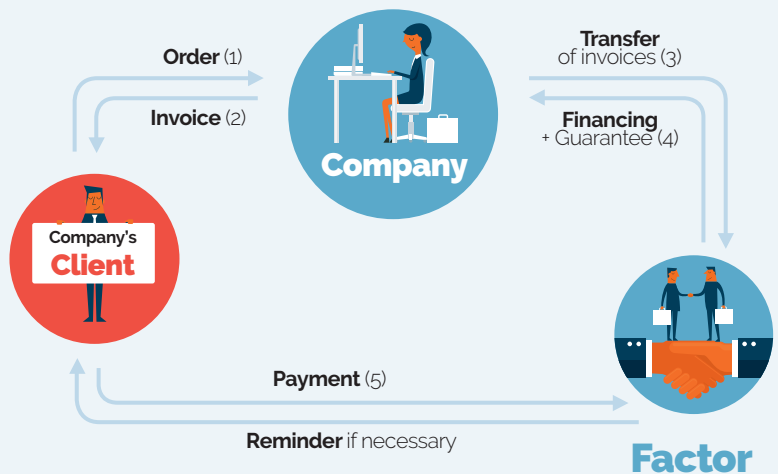 Order (1)
Invoice (2)
Company
Transfer
of invoices (3)
Financing
+ Guarantee (4)
Company's
Client
Payment (5)
Reminder if necessary
Factor